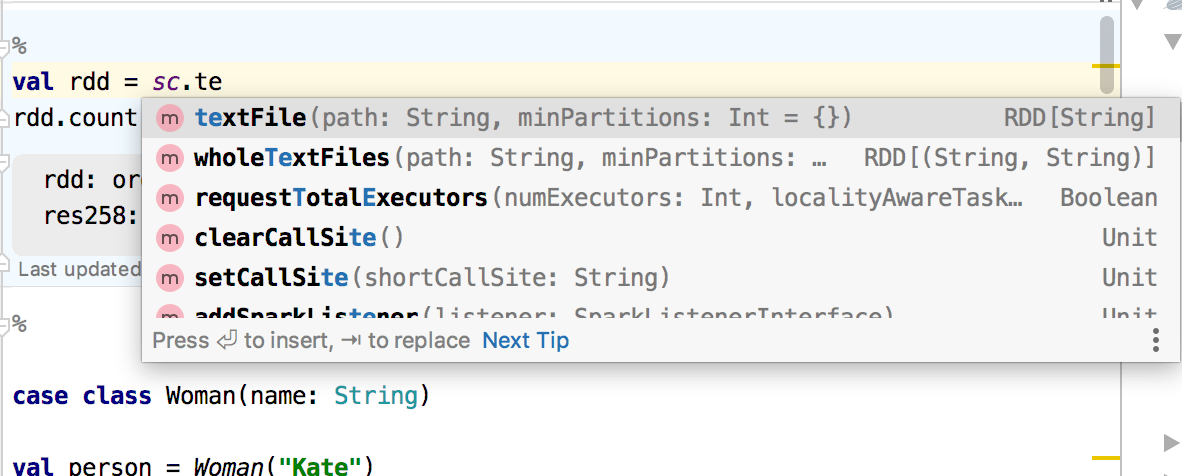 %
val rdd = sc.te
rdd.count
m textFile(path: String, minPartitions: Int = {}) RDD[String]
m wholeTextFiles(path: String, minPartitions: … RDD[(String, String)]
m requestTotalExecutors(numExecutors: Int, localityAwareTask… Boolean
m clearCallSite() Unit
m setCallSite(shortCallSite: String) Unit
m addSparkListener(listener: SparkListenerInterface) Unit
Press ⏎ to insert, ⇥ to replace Next Tip
rdd: or
res258:
Last updated
%
case class Woman(name: String)
val person = Woman("Kate")